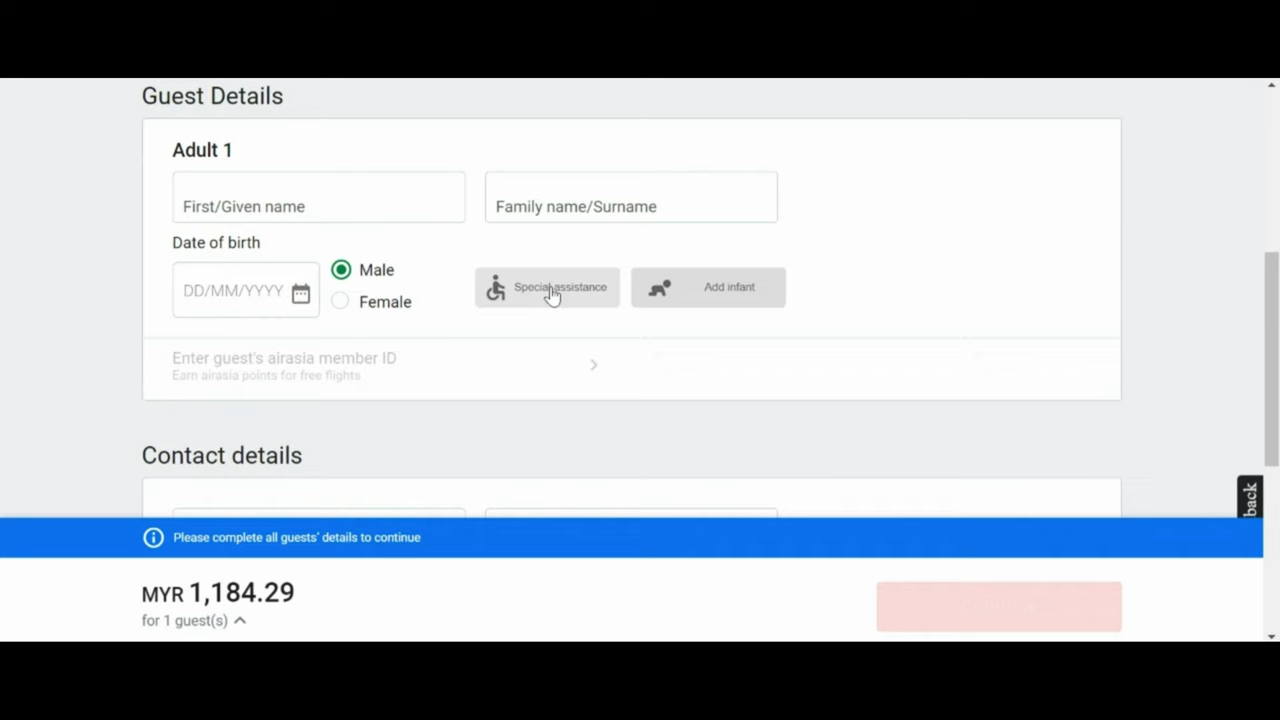 Guest Details
Adult 1
First/Given name
Family name/Surname
Date of birth
DD/MM/YYYY
Male
Female
Special assistance
Add infant
Enter guest's airasia member ID
Earn airasia points for free flights
Contact details
back
Please complete all guests' details to continue
MYR 1,184.29
for 1 guest(s)